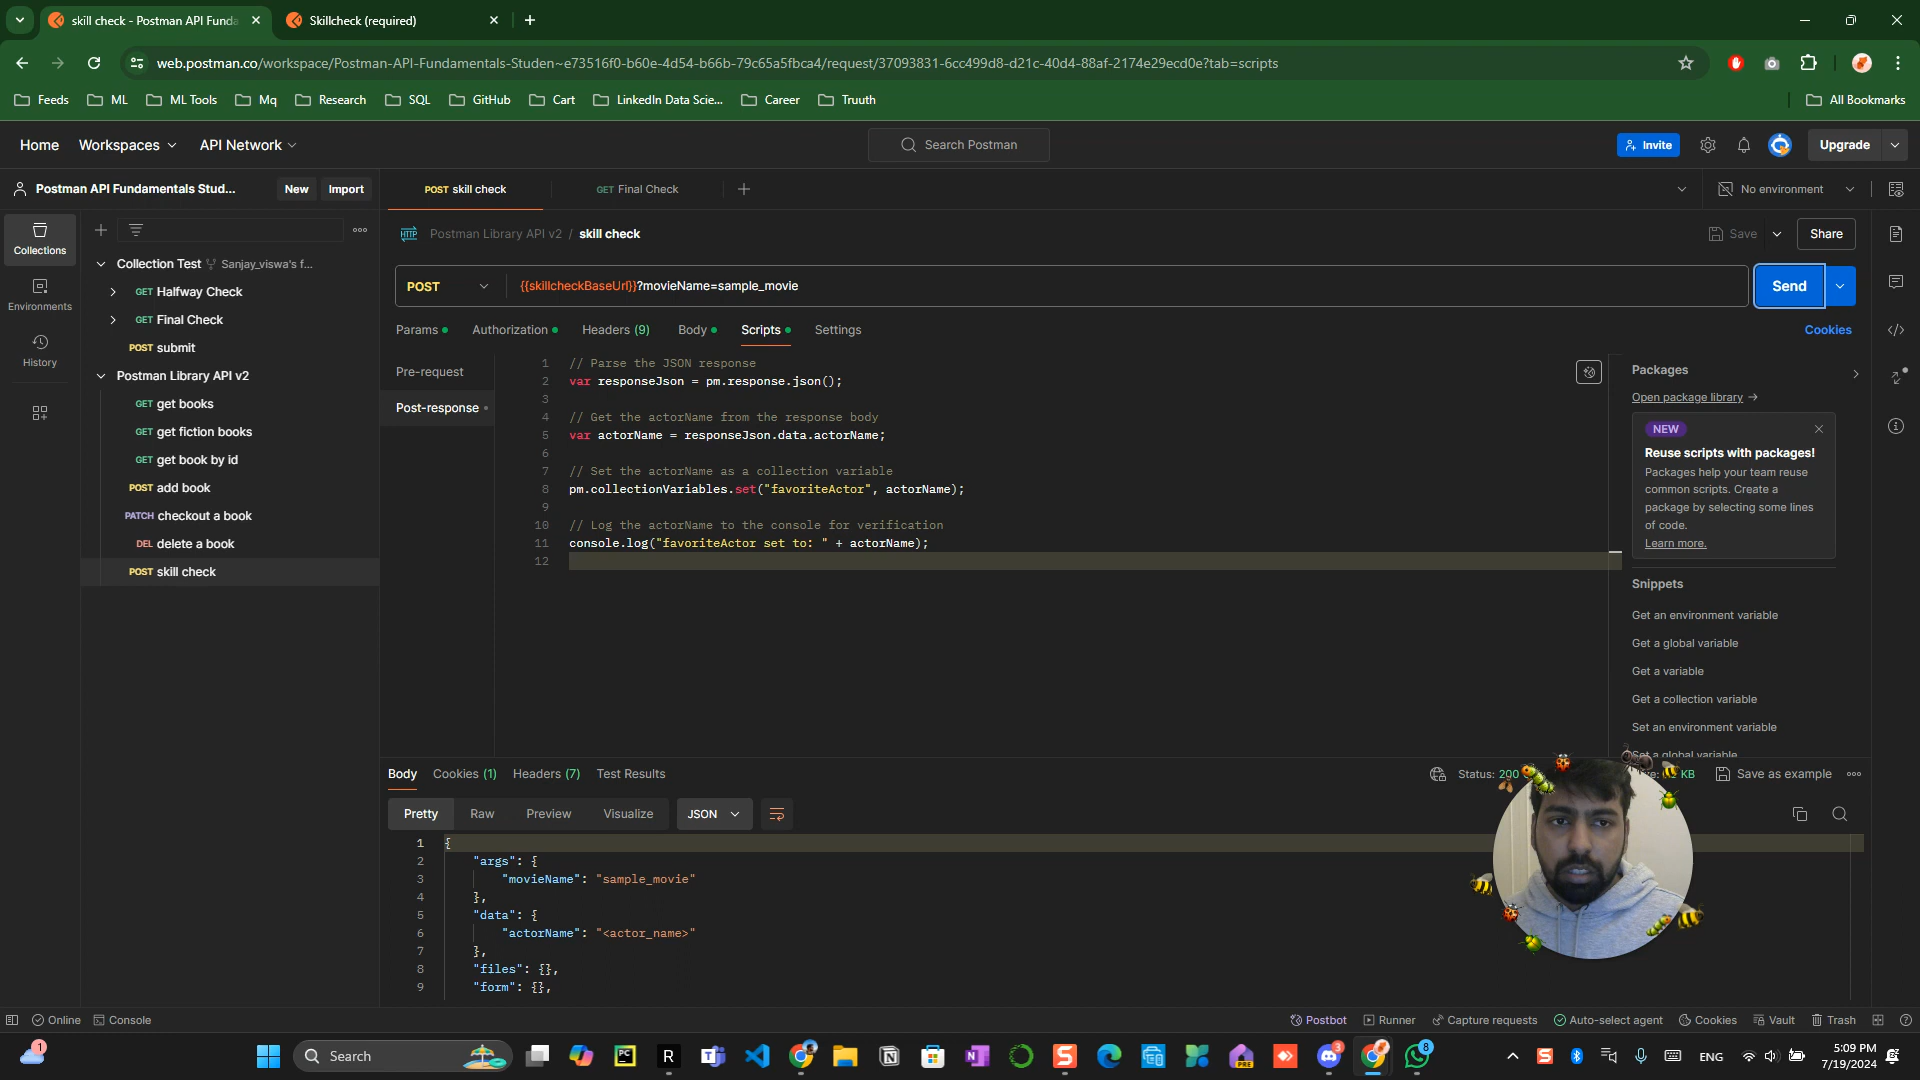 skill check - Postman API Funda
Skillcheck (required)
web.postman.co/workspace/Postman-API-Fundamentals-Studen~e73516f0-b60e-4d54-b66b-79c65a5fbca4/request/37093831-6cc499d8-d21c-40d4-88af-2174e29ecd0e?tab=scripts
Feeds ML ML Tools Mq Research SQL GitHub Cart LinkedIn Data Scie... Career Truuth All Bookmarks
Home Workspaces API Network Search Postman Invite Upgrade
Postman API Fundamentals Stud... New Import POST skill check GET Final Check No environment
Collections
Environments
History
Collection Test Sanjay_viswa's f...
GET Halfway Check
GET Final Check
POST submit
Postman Library API v2
GET get books
GET get fiction books
GET get book by id
POST add book
PATCH checkout a book
DEL delete a book
POST skill check
HTTP Postman Library API v2 / skill check Save Share
POST {{skillcheckBaseUrl}}?movieName=sample_movie Send
Params Authorization Headers (9) Body Scripts Settings Cookies
Pre-request
Post-response
1 // Parse the JSON response
2 var responseJson = pm.response.json();
3
4 // Get the actorName from the response body
5 var actorName = responseJson.data.actorName;
6
7 // Set the actorName as a collection variable
8 pm.collectionVariables.set("favoriteActor", actorName);
9
10 // Log the actorName to the console for verification
11 console.log("favoriteActor set to: " + actorName);
12
Packages
Open package library →
NEW
Reuse scripts with packages!
Packages help your team reuse
common scripts. Create a
package by selecting some lines
of code.
Learn more.
Snippets
Get an environment variable
Get a global variable
Get a variable
Get a collection variable
Set an environment variable
Set a global variable
Body Cookies (1) Headers (7) Test Results Status: 200 KB Save as example
Pretty Raw Preview Visualize JSON
1 {
2 "args": {
3 "movieName": "sample_movie"
4 },
5 "data": {
6 "actorName": "<actor_name>"
7 },
8 "files": {},
9 "form": {},
Online Console Postbot Runner Capture requests Auto-select agent Cookies Vault Trash
1 Search PC R PRE 3 8 ENG
5:09 PM
7/19/2024